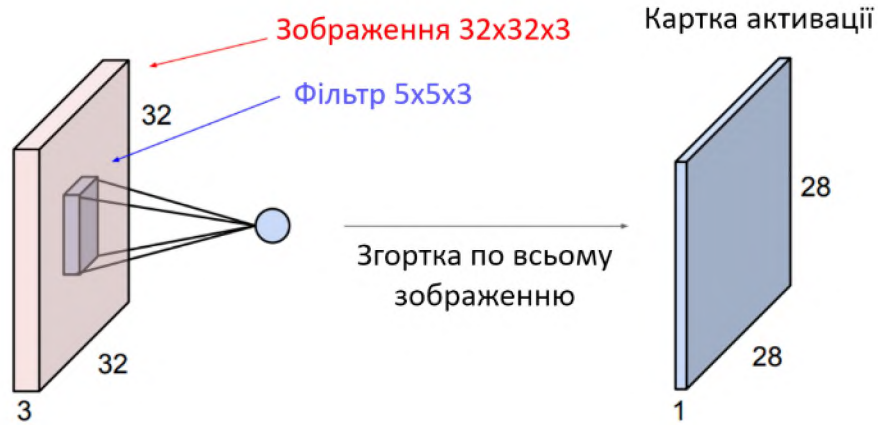 Зображення 32x32x3
Картка активації
Фільтр 5x5x3
32
28
Згортка по всьому
зображенню
32
28
3
1